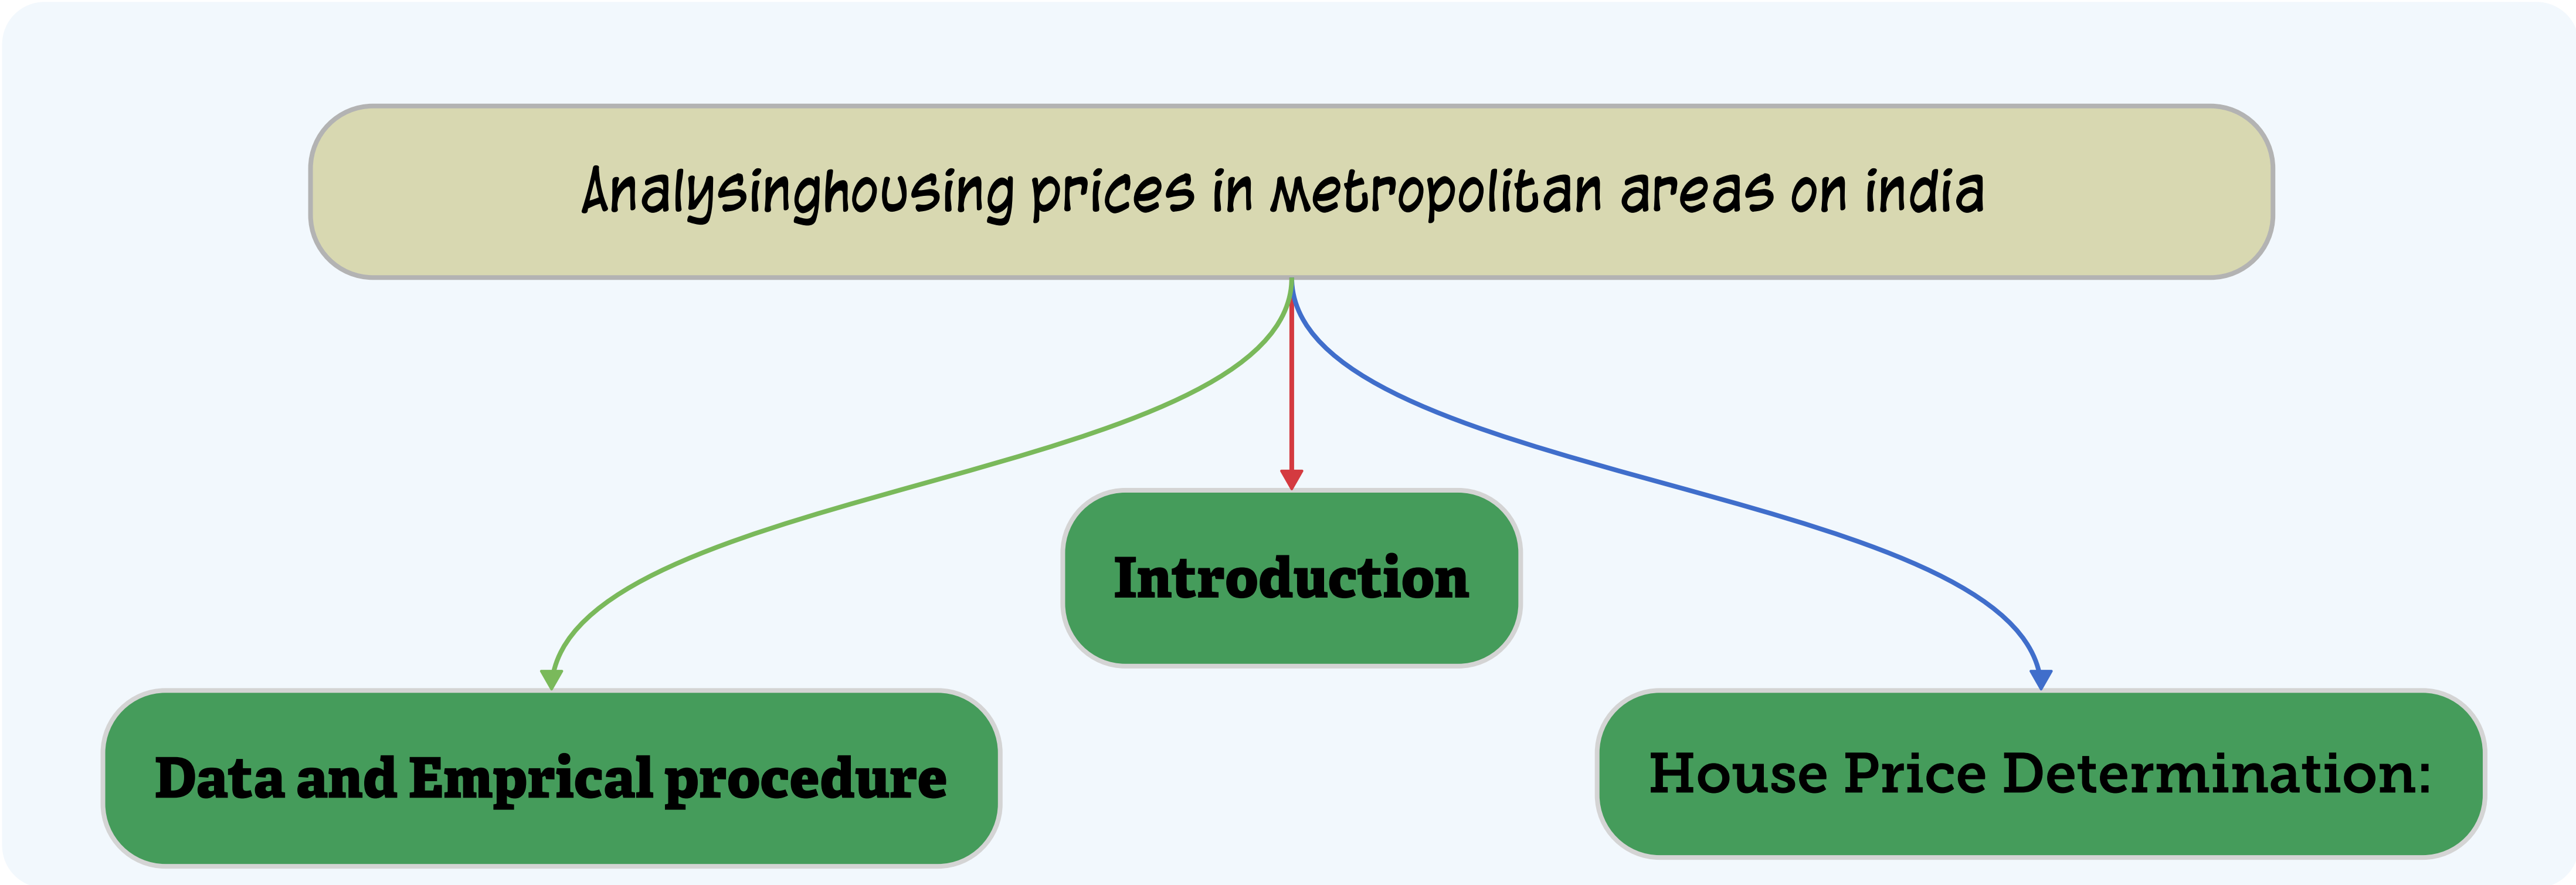 Analysinghousing prices in Metropolitan areas on india
Introduction
Data and Emprical procedure
House Price Determination: